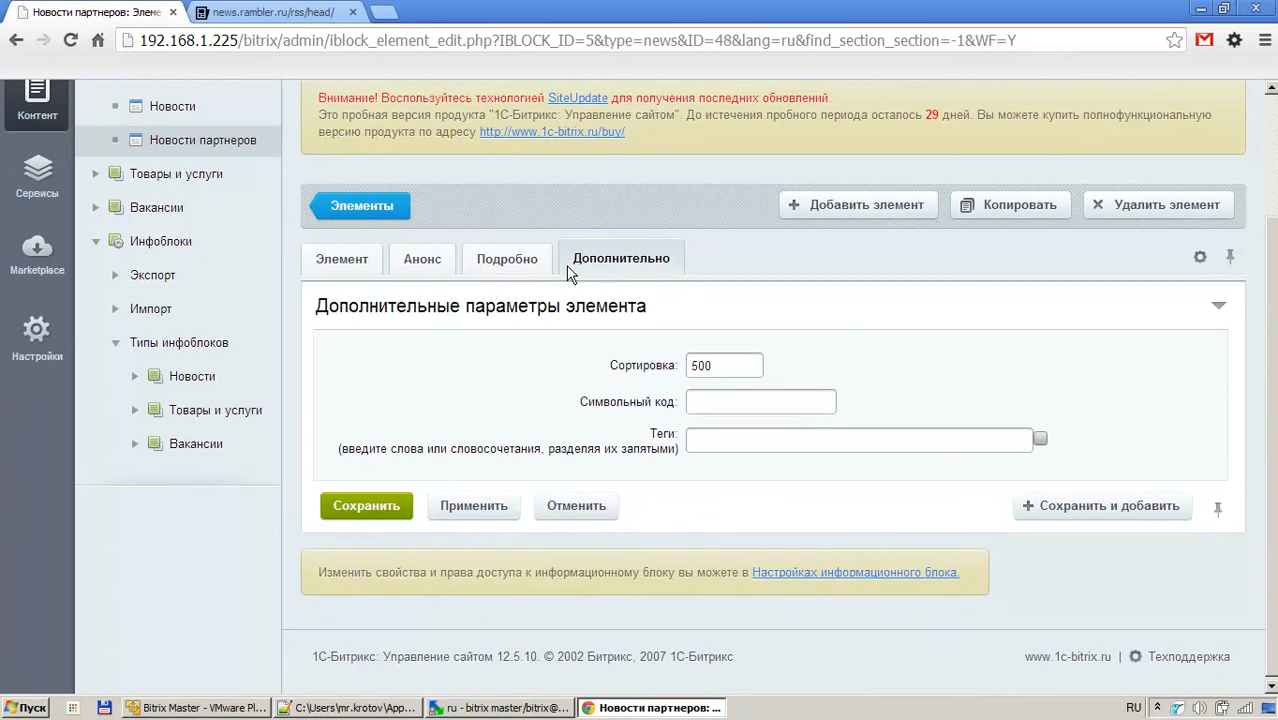 Новости партнеров: Элеме
news.rambler.ru/rss/head/
192.168.1.225/bitrix/admin/iblock_element_edit.php?IBLOCK_ID=5&type=news&ID=48&lang=ru&find_section_section=-1&WF=Y
Контент
Сервисы
Marketplace
Настройки
Новости
Новости партнеров
Товары и услуги
Вакансии
Инфоблоки
Экспорт
Импорт
Типы инфоблоков
Новости
Товары и услуги
Вакансии
Внимание! Воспользуйтесь технологией SiteUpdate для получения последних обновлений.
Это пробная версия продукта "1С-Битрикс: Управление сайтом". До истечения пробного периода осталось 29 дней. Вы можете купить полнофункциональную
версию продукта по адресу http://www.1c-bitrix.ru/buy/
Элементы
Добавить элемент
Копировать
Удалить элемент
Элемент
Анонс
Подробно
Дополнительно
Дополнительные параметры элемента
Сортировка: 500
Символьный код:
Теги:
(введите слова или словосочетания, разделяя их запятыми)
Сохранить
Применить
Отменить
Сохранить и добавить
Изменить свойства и права доступа к информационному блоку вы можете в Настройках информационного блока.
1С-Битрикс: Управление сайтом 12.5.10. © 2002 Битрикс, 2007 1С-Битрикс
www.1c-bitrix.ru
Техподдержка
Пуск
Bitrix Master - VMware Pl...
C:\Users\mr.krotov\App...
ru - bitrix master/bitrix@...
Новости партнеров: ...
RU